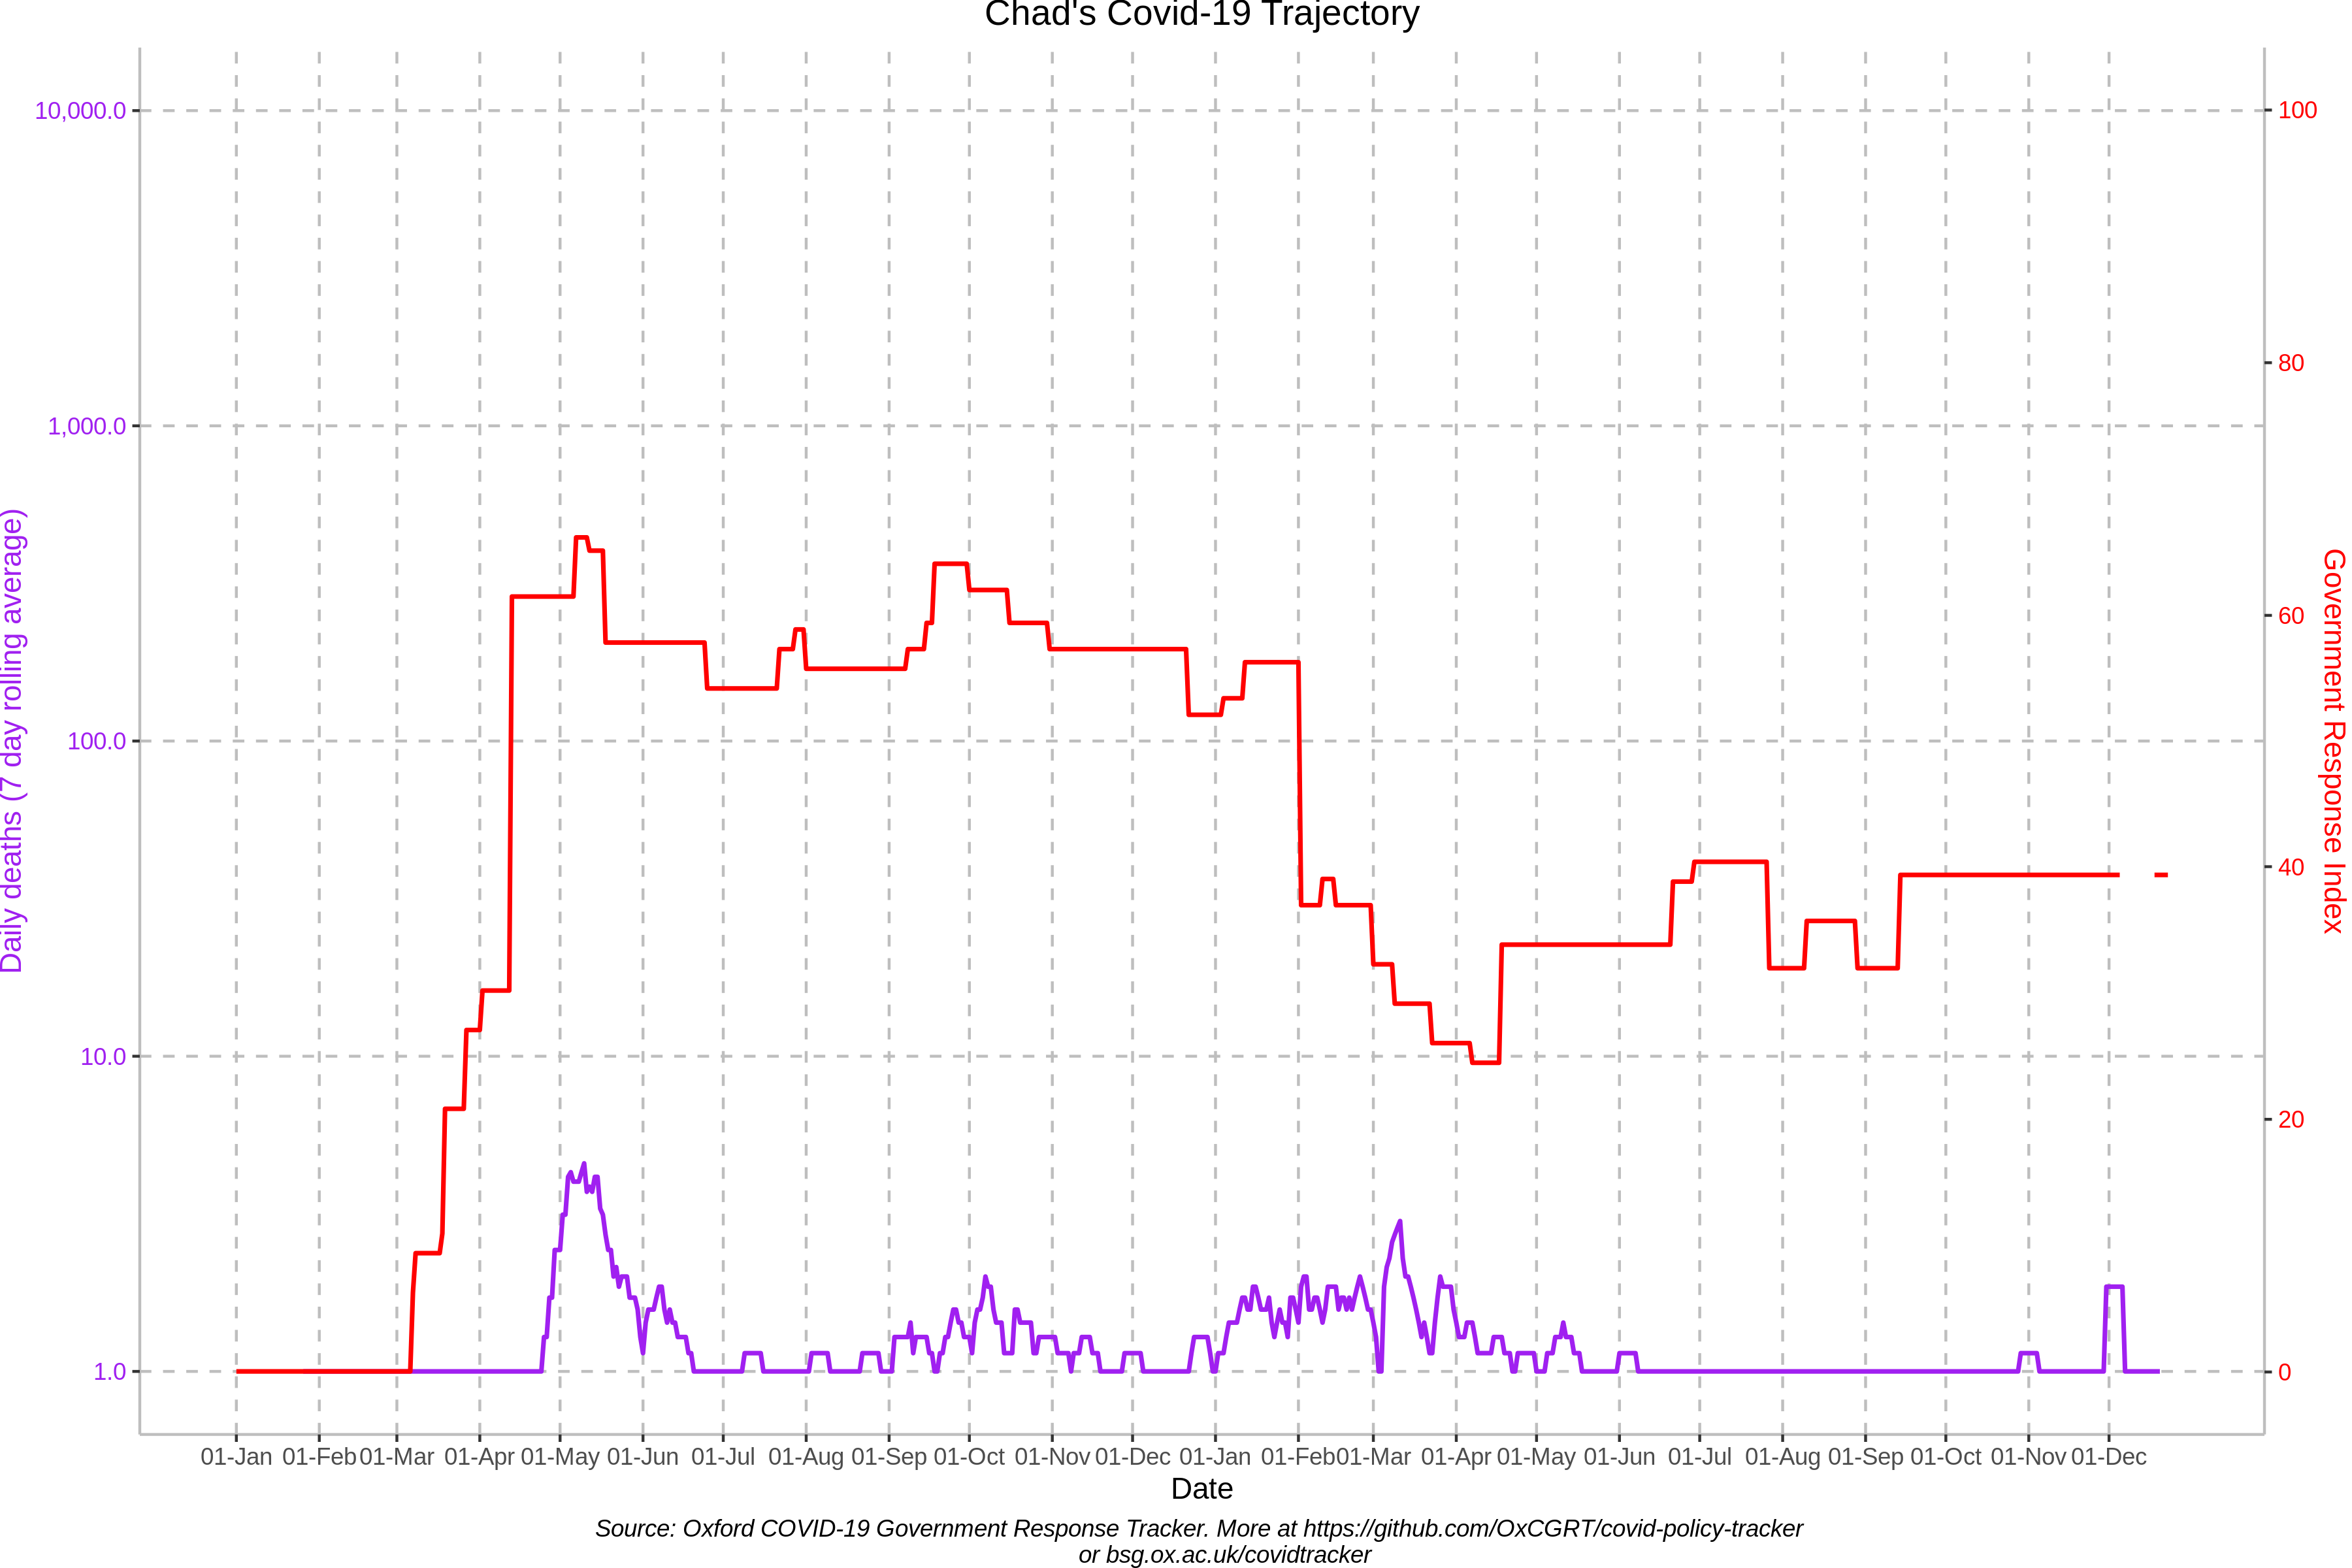 Chad's Covid-19 Trajectory
10,000.0
1,000.0
100.0
10.0
1.0
Daily deaths (7 day rolling average)
100
80
60
40
20
0
Government Response Index
01-Jan 01-Feb 01-Mar 01-Apr 01-May 01-Jun 01-Jul 01-Aug 01-Sep 01-Oct 01-Nov 01-Dec 01-Jan 01-Feb 01-Mar 01-Apr 01-May 01-Jun 01-Jul 01-Aug 01-Sep 01-Oct 01-Nov 01-Dec
Date
Source: Oxford COVID-19 Government Response Tracker. More at https://github.com/OxCGRT/covid-policy-tracker
or bsg.ox.ac.uk/covidtracker